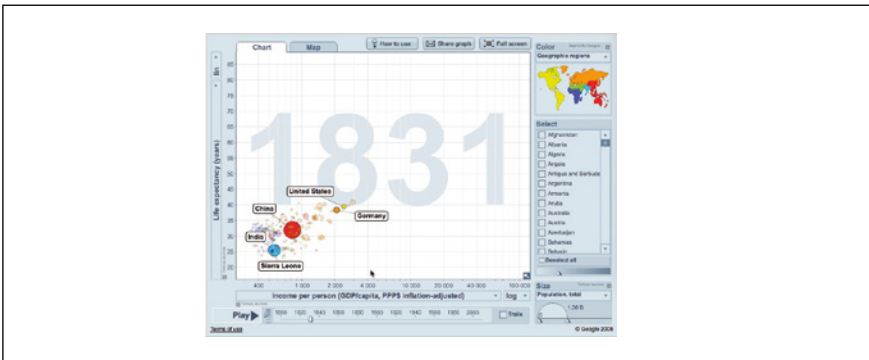 Chart Map How to use Share graph Full screen
Color
Geographic regions
1831
85
80
75
70
65
60
55
50
45
40
35
30
25
20
Life expectancy (years)
lin
United States
China
Germany
India
Sierra Leone
400 1 000 2 000 4 000 10 000 20 000 40 000 100 000
Income per person (GDP/capita, PPP$ inflation-adjusted) log
Play 1800 1820 1840 1860 1880 1900 1920 1940 1960 1980 2000 Trails
Terms of use
Select
Afghanistan
Albania
Algeria
Angola
Antigua and Barbuda
Argentina
Armenia
Aruba
Australia
Austria
Azerbaijan
Bahamas
Bahrain
Deselect all
Size
Population, total
© Google 2008